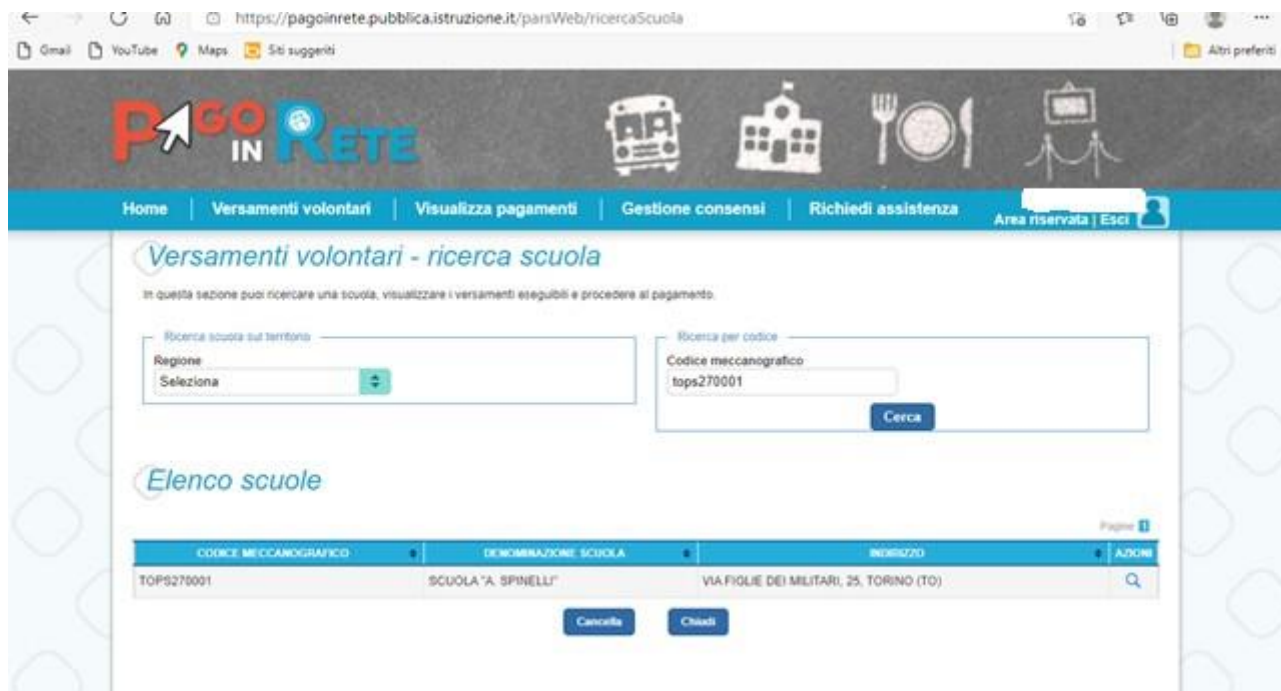 https://pagoinrete.pubblica.istruzione.it/parsWeb/ricercaScuola
Gmail YouTube Maps Siti suggeriti Altri preferiti
PAGO IN RETE
Home Versamenti volontari Visualizza pagamenti Gestione consensi Richiedi assistenza Area riservata | Esci
Versamenti volontari - ricerca scuola
In questa sezione puoi ricercare una scuola, visualizzare i versamenti eseguibili e procedere al pagamento.
Ricerca scuola sul territorio
Regione
Seleziona
Ricerca per codice
Codice meccanografico
tops270001
Cerca
Elenco scuole
Pagine 1
CODICE MECCANOGRAFICO DENOMINAZIONE SCUOLA INDIRIZZO AZIONI
TOPS270001 SCUOLA "A. SPINELLI" VIA FIGLIE DEI MILITARI, 25, TORINO (TO)
Cancella Chiudi